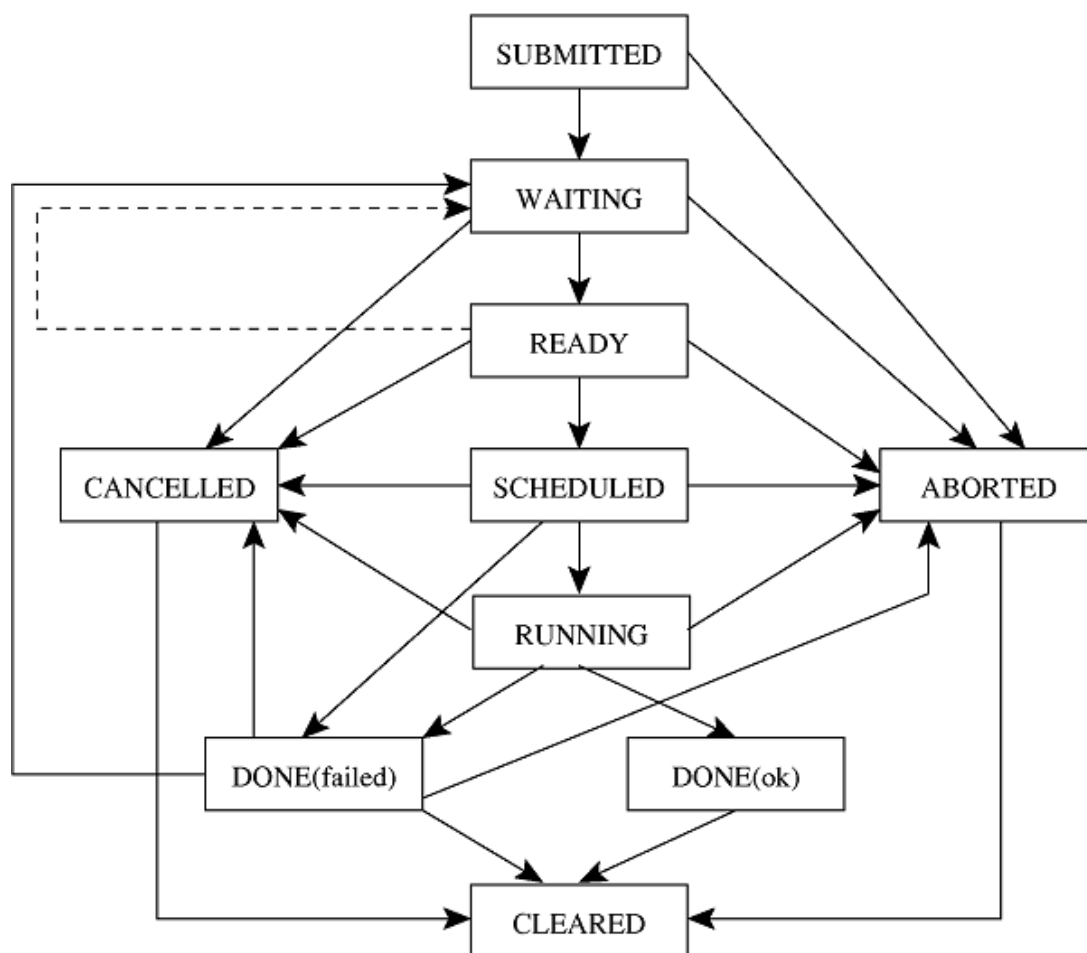 SUBMITTED
WAITING
READY
CANCELLED
SCHEDULED
ABORTED
RUNNING
DONE(failed)
DONE(ok)
CLEARED